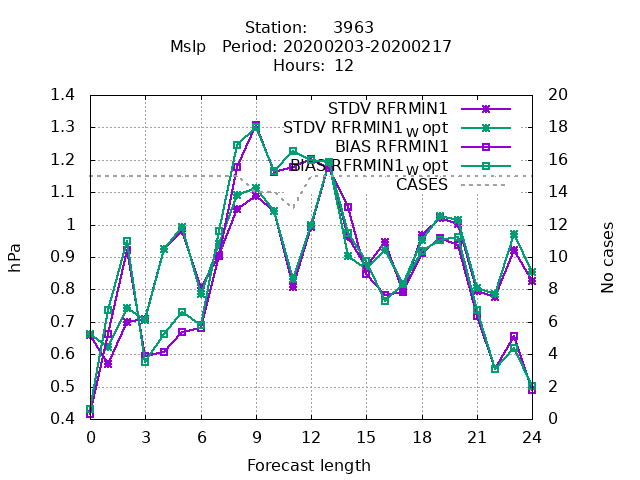 Station: 3963
Mslp Period: 20200203-20200217
Hours: 12
STDV RFRMIN1
STDV RFRMIN1_W opt
BIAS RFRMIN1
BIAS RFRMIN1_W opt
CASES
1.4
1.3
1.2
1.1
1
0.9
0.8
0.7
0.6
0.5
0.4
hPa
20
18
16
14
12
10
8
6
4
2
0
No cases
0 3 6 9 12 15 18 21 24
Forecast length